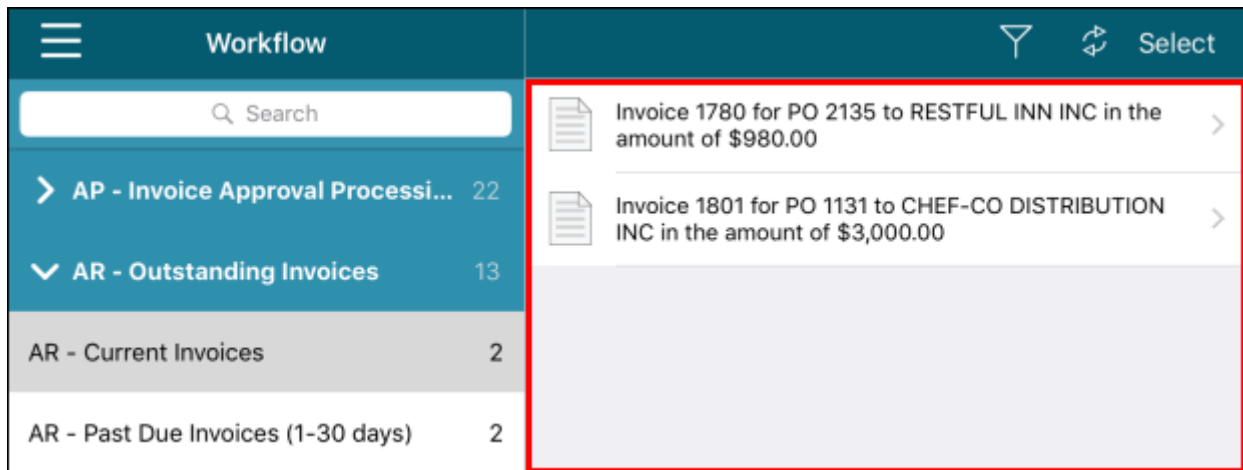 Workflow
Select
Search
AP - Invoice Approval Processi... 22
AR - Outstanding Invoices 13
AR - Current Invoices 2
AR - Past Due Invoices (1-30 days) 2
Invoice 1780 for PO 2135 to RESTFUL INN INC in the
amount of $980.00
Invoice 1801 for PO 1131 to CHEF-CO DISTRIBUTION
INC in the amount of $3,000.00